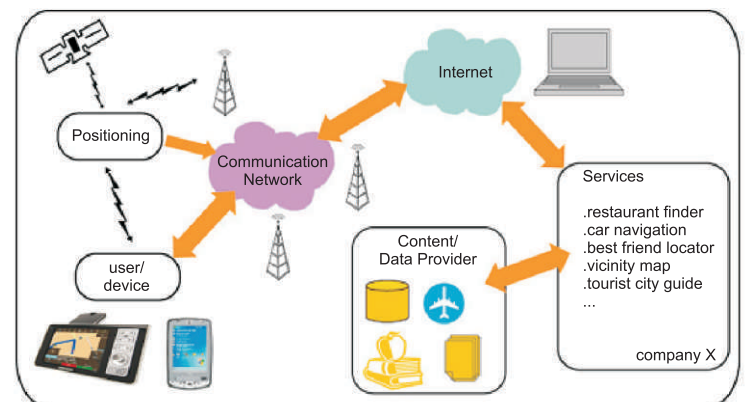 Internet
Positioning
Communication
Network
Services
.restaurant finder
.car navigation
.best friend locator
.vicinity map
.tourist city guide
...
company X
Content/
Data Provider
user/
device